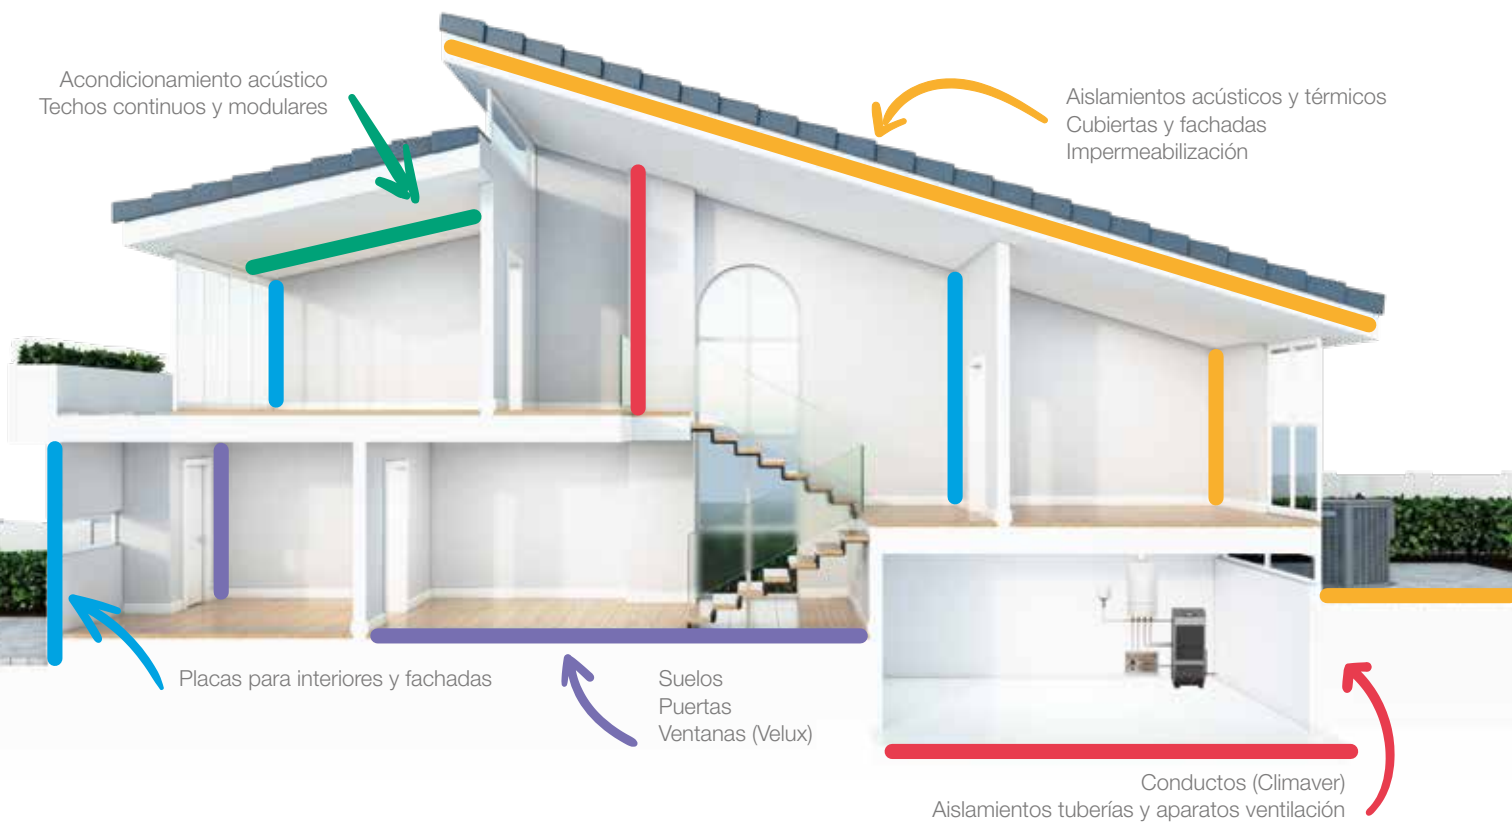 Acondicionamiento acústico
Techos continuos y modulares
Aislamientos acústicos y térmicos
Cubiertas y fachadas
Impermeabilización
Placas para interiores y fachadas
Suelos
Puertas
Ventanas (Velux)
Conductos (Climaver)
Aislamientos tuberías y aparatos ventilación